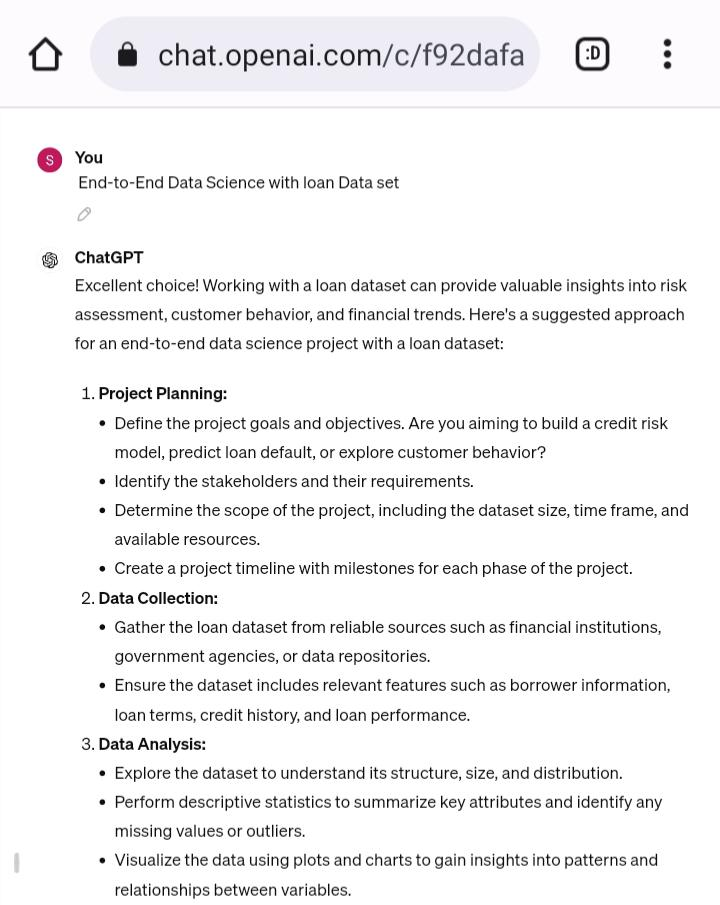 chat.openai.com/c/f92dafa
:D
S
You
End-to-End Data Science with loan Data set
ChatGPT
Excellent choice! Working with a loan dataset can provide valuable insights into risk
assessment, customer behavior, and financial trends. Here's a suggested approach
for an end-to-end data science project with a loan dataset:
1. Project Planning:
• Define the project goals and objectives. Are you aiming to build a credit risk
model, predict loan default, or explore customer behavior?
• Identify the stakeholders and their requirements.
• Determine the scope of the project, including the dataset size, time frame, and
available resources.
• Create a project timeline with milestones for each phase of the project.
2. Data Collection:
• Gather the loan dataset from reliable sources such as financial institutions,
government agencies, or data repositories.
• Ensure the dataset includes relevant features such as borrower information,
loan terms, credit history, and loan performance.
3. Data Analysis:
• Explore the dataset to understand its structure, size, and distribution.
• Perform descriptive statistics to summarize key attributes and identify any
missing values or outliers.
• Visualize the data using plots and charts to gain insights into patterns and
relationships between variables.